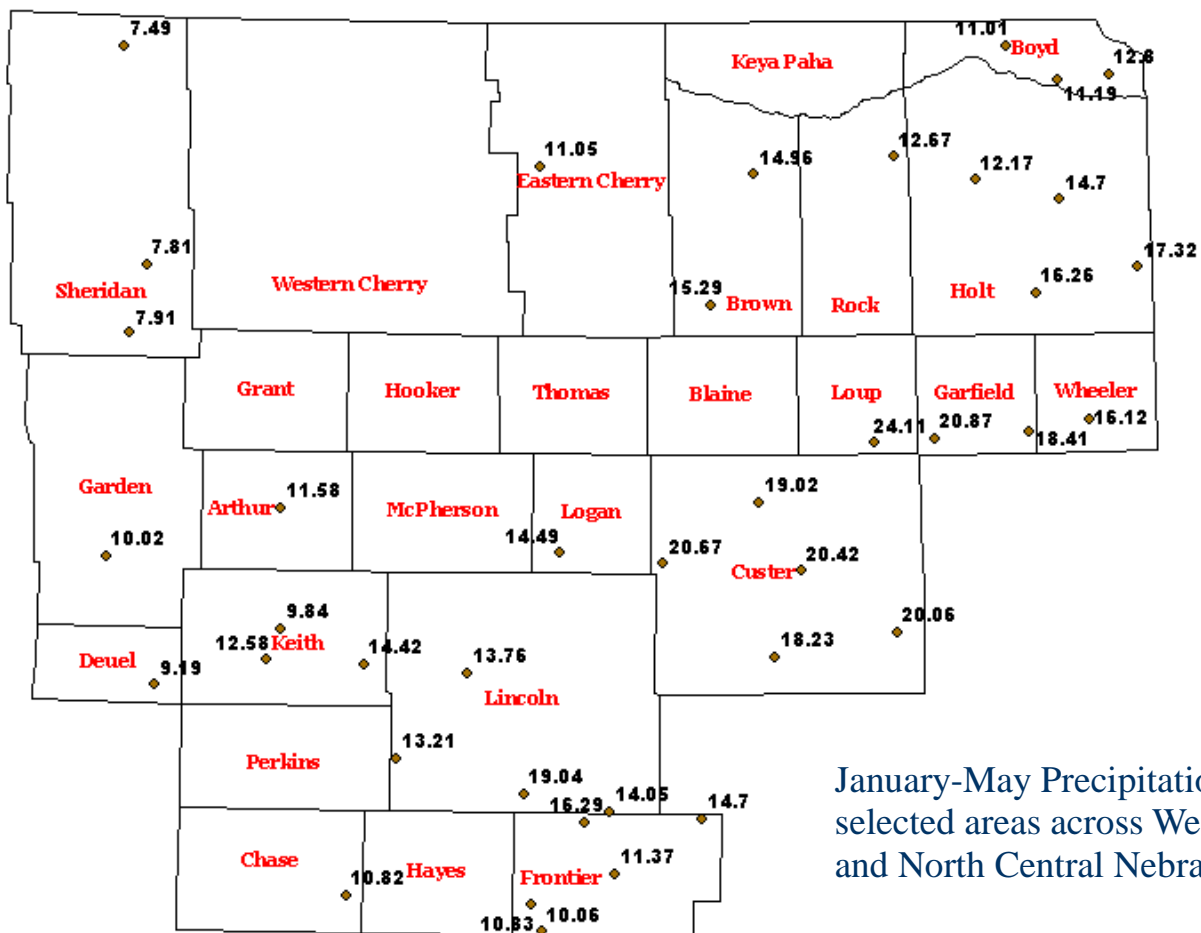 7.49
11.01
Boyd
12.6
Keya Paha
11.19
11.05
14.96
12.67
12.17
14.7
Eastern Cherry
7.81
17.32
Sheridan
Western Cherry
15.29
Brown
Rock
Holt
16.26
7.91
Grant
Hooker
Thomas
Blaine
Loup
Garfield
Wheeler
24.11
20.87
18.41
16.12
Garden
11.58
Arthur
McPherson
Logan
19.02
10.02
14.49
20.67
20.42
Custer
9.84
20.06
12.58
Keith
14.42
18.23
Deuel
9.19
13.76
Lincoln
13.21
Perkins
19.04
14.05
14.7
16.29
January-May Precipitatio
selected areas across We
and North Central Nebra
Chase
10.82
Hayes
Frontier
11.37
10.83
10.06